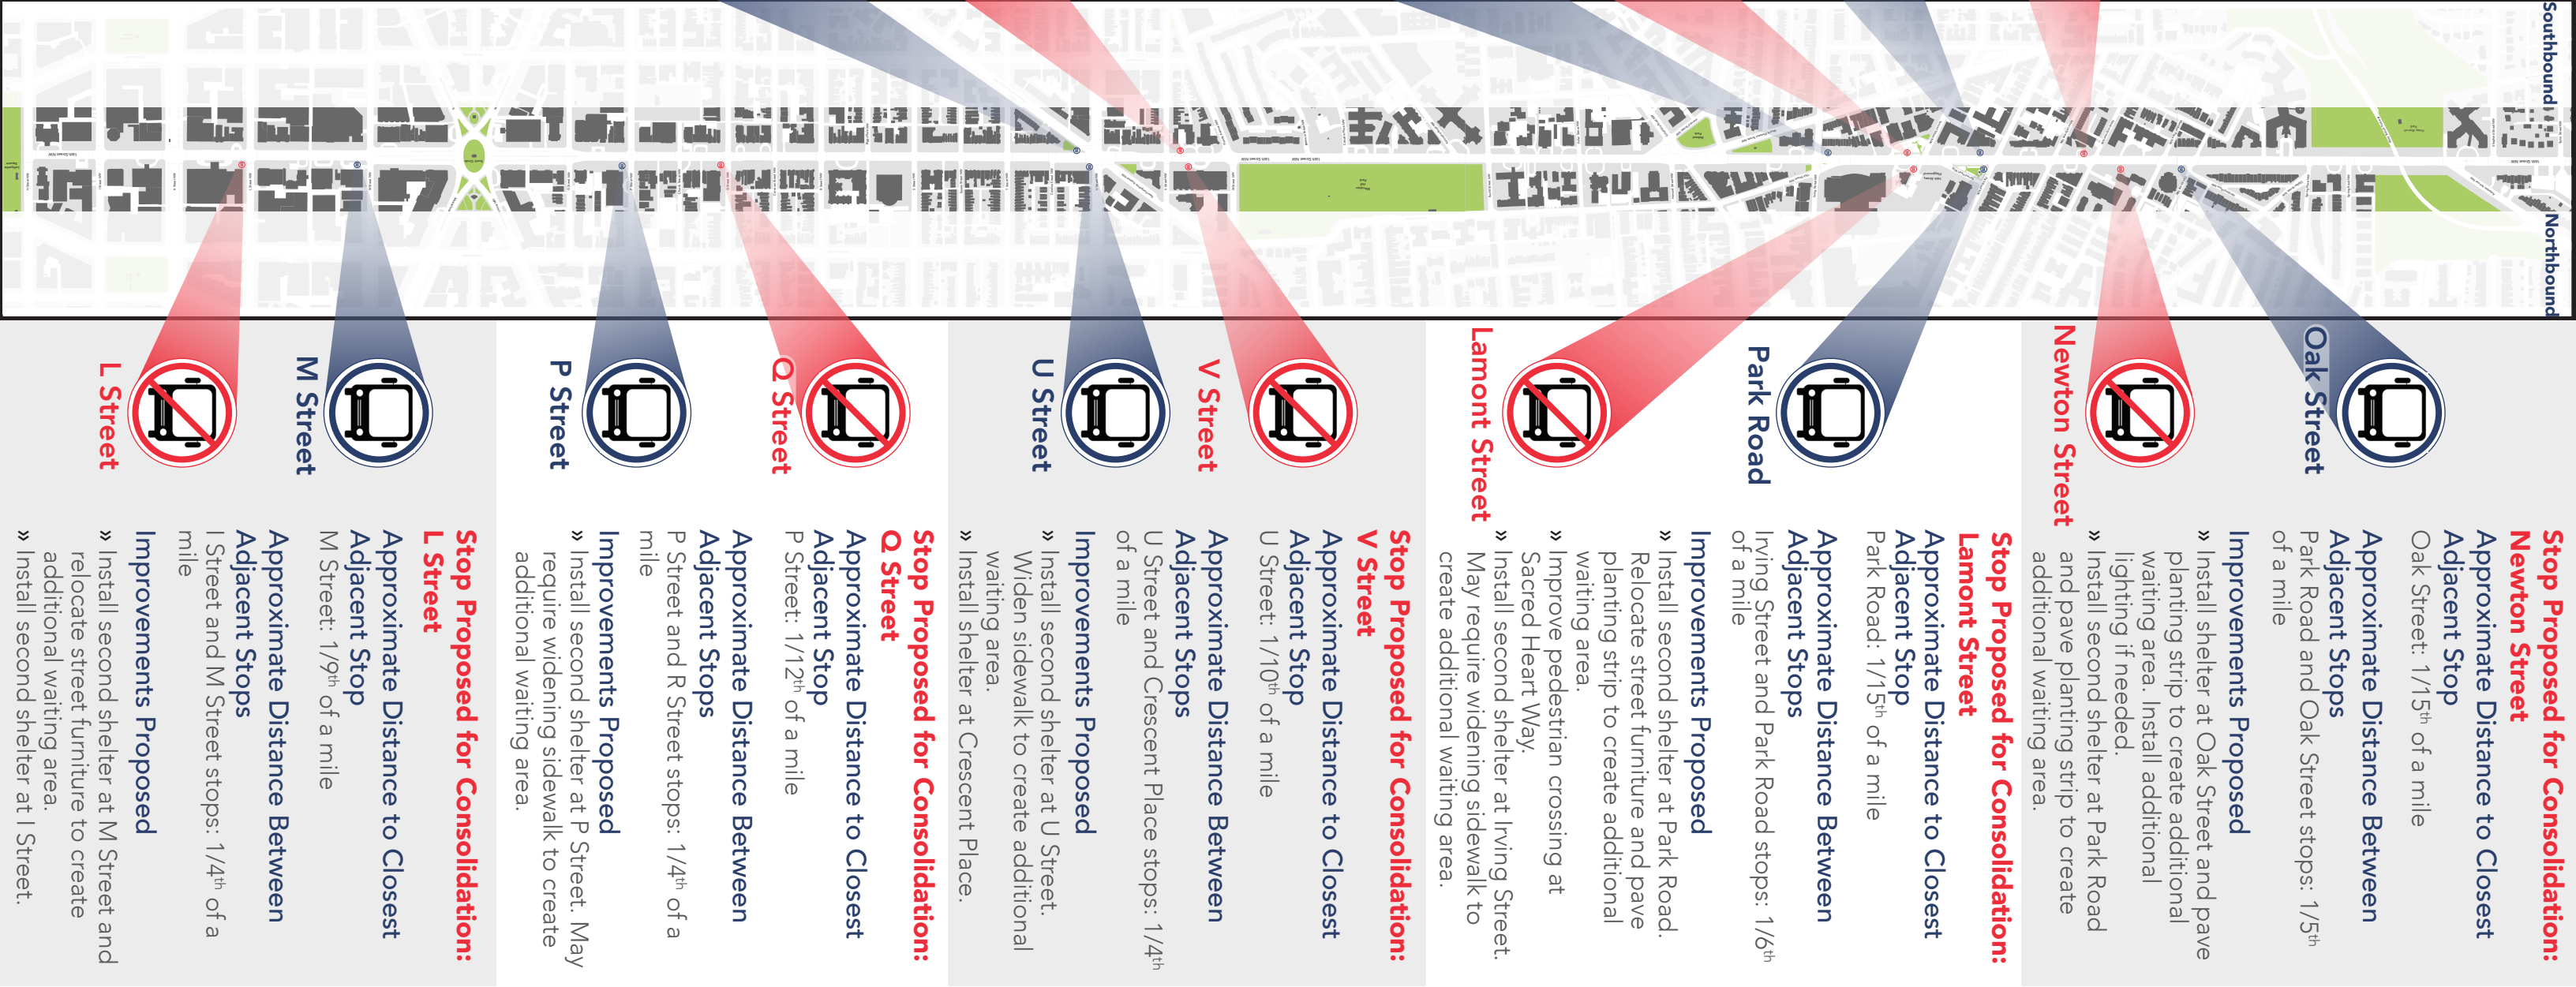 Southbound
Northbound
Oak Street
Newton Street
Stop Proposed for Consolidation:
Newton Street
Approximate Distance to Closest
Adjacent Stop
Oak Street: 1/15th of a mile
Approximate Distance Between
Adjacent Stops
Park Road and Oak Street stops: 1/5th
of a mile
Improvements Proposed
» Install shelter at Oak Street and pave
planting strip to create additional
waiting area. Install additional
lighting if needed.
» Install second shelter at Park Road
and pave planting strip to create
additional waiting area.
Park Road
Lamont Street
Stop Proposed for Consolidation:
Lamont Street
Approximate Distance to Closest
Adjacent Stop
Park Road: 1/15th of a mile
Approximate Distance Between
Adjacent Stops
Irving Street and Park Road stops: 1/6th
of a mile
Improvements Proposed
» Install second shelter at Park Road.
Relocate street furniture and pave
planting strip to create additional
waiting area.
» Improve pedestrian crossing at
Sacred Heart Way.
» Install second shelter at Irving Street.
May require widening sidewalk to
create additional waiting area.
V Street
U Street
Stop Proposed for Consolidation:
V Street
Approximate Distance to Closest
Adjacent Stop
U Street: 1/10th of a mile
Approximate Distance Between
Adjacent Stops
U Street and Crescent Place stops: 1/4th
of a mile
Improvements Proposed
» Install second shelter at U Street.
Widen sidewalk to create additional
waiting area.
» Install shelter at Crescent Place.
Q Street
P Street
Stop Proposed for Consolidation:
Q Street
Approximate Distance to Closest
Adjacent Stop
P Street: 1/12th of a mile
Approximate Distance Between
Adjacent Stops
P Street and R Street stops: 1/4th of a
mile
Improvements Proposed
» Install second shelter at P Street. May
require widening sidewalk to create
additional waiting area.
M Street
L Street
Stop Proposed for Consolidation:
L Street
Approximate Distance to Closest
Adjacent Stop
M Street: 1/9th of a mile
Approximate Distance Between
Adjacent Stops
I Street and M Street stops: 1/4th of a
mile
Improvements Proposed
» Install second shelter at M Street and
relocate street furniture to create
additional waiting area.
» Install second shelter at I Street.